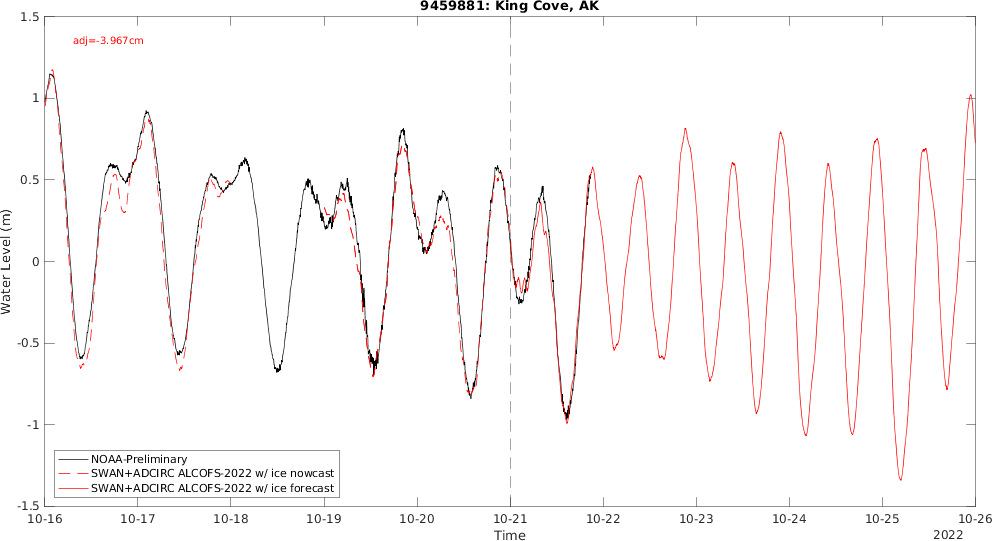 9459881: King Cove, AK
adj=-3.967cm
1.5
1
0.5
0
-0.5
-1
-1.5
Water Level (m)
NOAA-Preliminary
SWAN+ADCIRC ALCOFS-2022 w/ ice nowcast
SWAN+ADCIRC ALCOFS-2022 w/ ice forecast
10-16 10-17 10-18 10-19 10-20 10-21 10-22 10-23 10-24 10-25 10-26
Time
2022